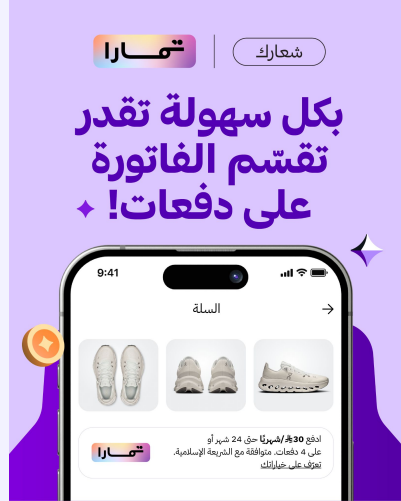 شعارك
تمارا
بكل سهولة تقدر
تقسّم الفاتورة
على دفعات!
9:41
السلة
ادفع 30 /شهريًا حتى 24 شهر أو
على 4 دفعات. متوافقة مع الشريعة الإسلامية.
تعرّف على خياراتك
تمارا